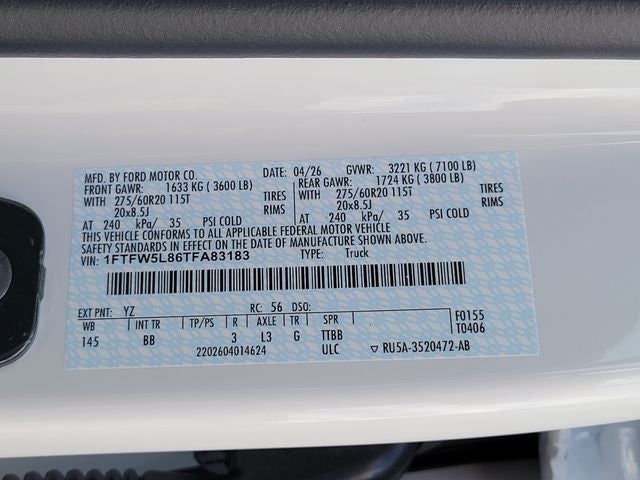 MFD. BY FORD MOTOR CO. DATE: 04/26 GVWR: 3221 KG ( 7100 LB)
FRONT GAWR: 1633 KG ( 3600 LB) REAR GAWR: 1724 KG ( 3800 LB)
WITH 275/60R20 115T TIRES WITH 275/60R20 115T TIRES
20x8.5J RIMS 20x8.5J RIMS
AT 240 kPa/ 35 PSI COLD AT 240 kPa/ 35 PSI COLD
THIS VEHICLE CONFORMS TO ALL APPLICABLE FEDERAL MOTOR VEHICLE
SAFETY STANDARDS IN EFFECT ON THE DATE OF MANUFACTURE SHOWN ABOVE.
VIN: 1FTFW5L86TFA83183 TYPE: Truck
EXT PNT: YZ RC: 56 DSO: F0155
WB INT TR TP/PS R AXLE TR SPR T0406
145 BB 3 L3 G TTBB
2202604014624 ULC RU5A-3520472-AB